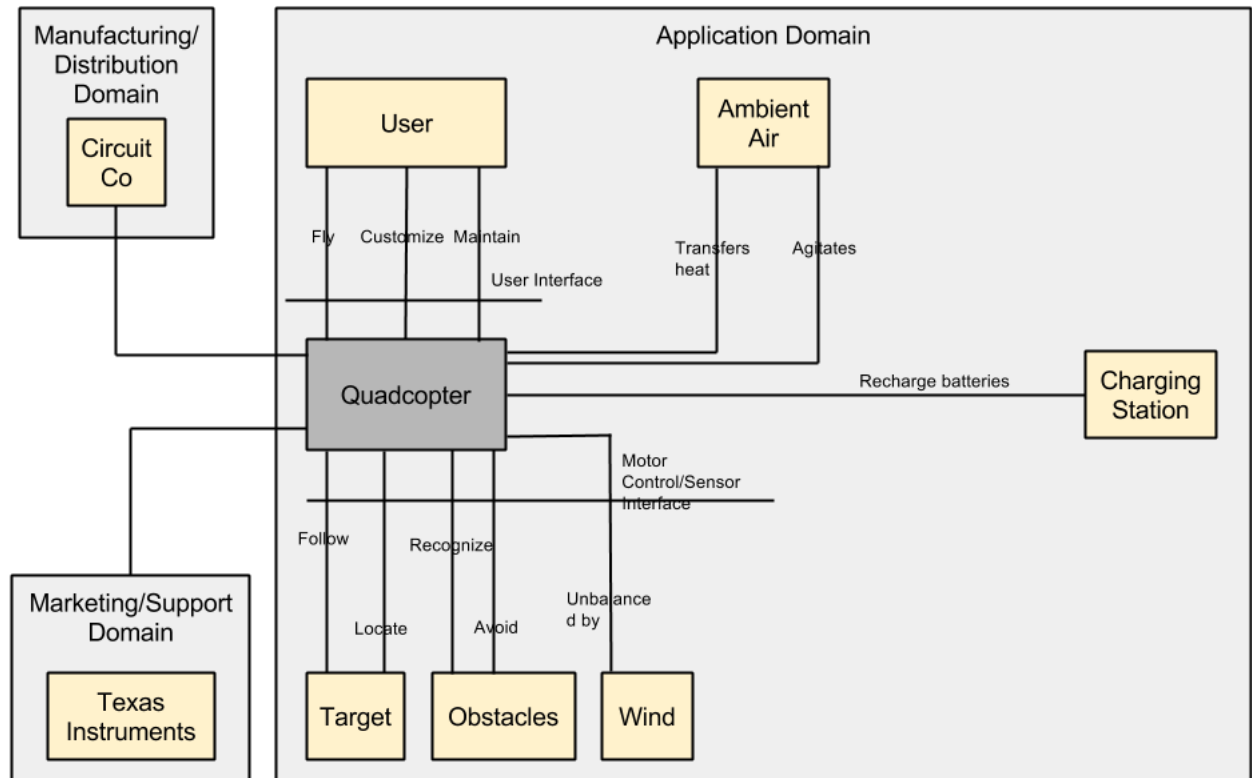 Manufacturing/
Distribution
Domain
Circuit
Co
Application Domain
User
Ambient
Air
Fly
Customize
Maintain
Transfers
heat
Agitates
User Interface
Quadcopter
Recharge batteries
Charging
Station
Motor
Control/Sensor
Interface
Follow
Recognize
Locate
Avoid
Unbalance
d by
Marketing/Support
Domain
Texas
Instruments
Target
Obstacles
Wind